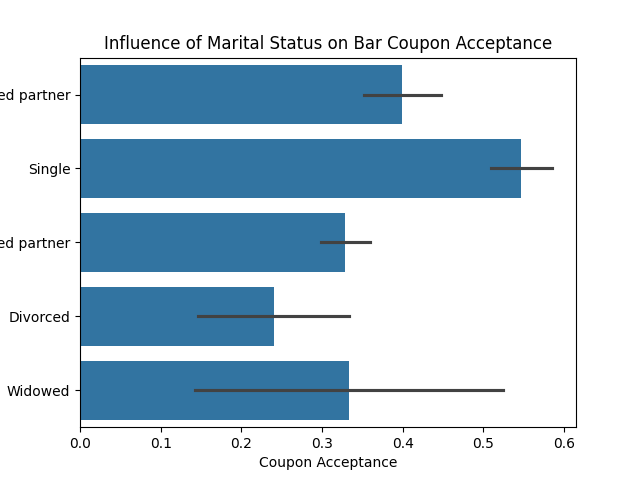 Influence of Marital Status on Bar Coupon Acceptance
ed partner
Single
ed partner
Divorced
Widowed
0.0 0.1 0.2 0.3 0.4 0.5 0.6
Coupon Acceptance